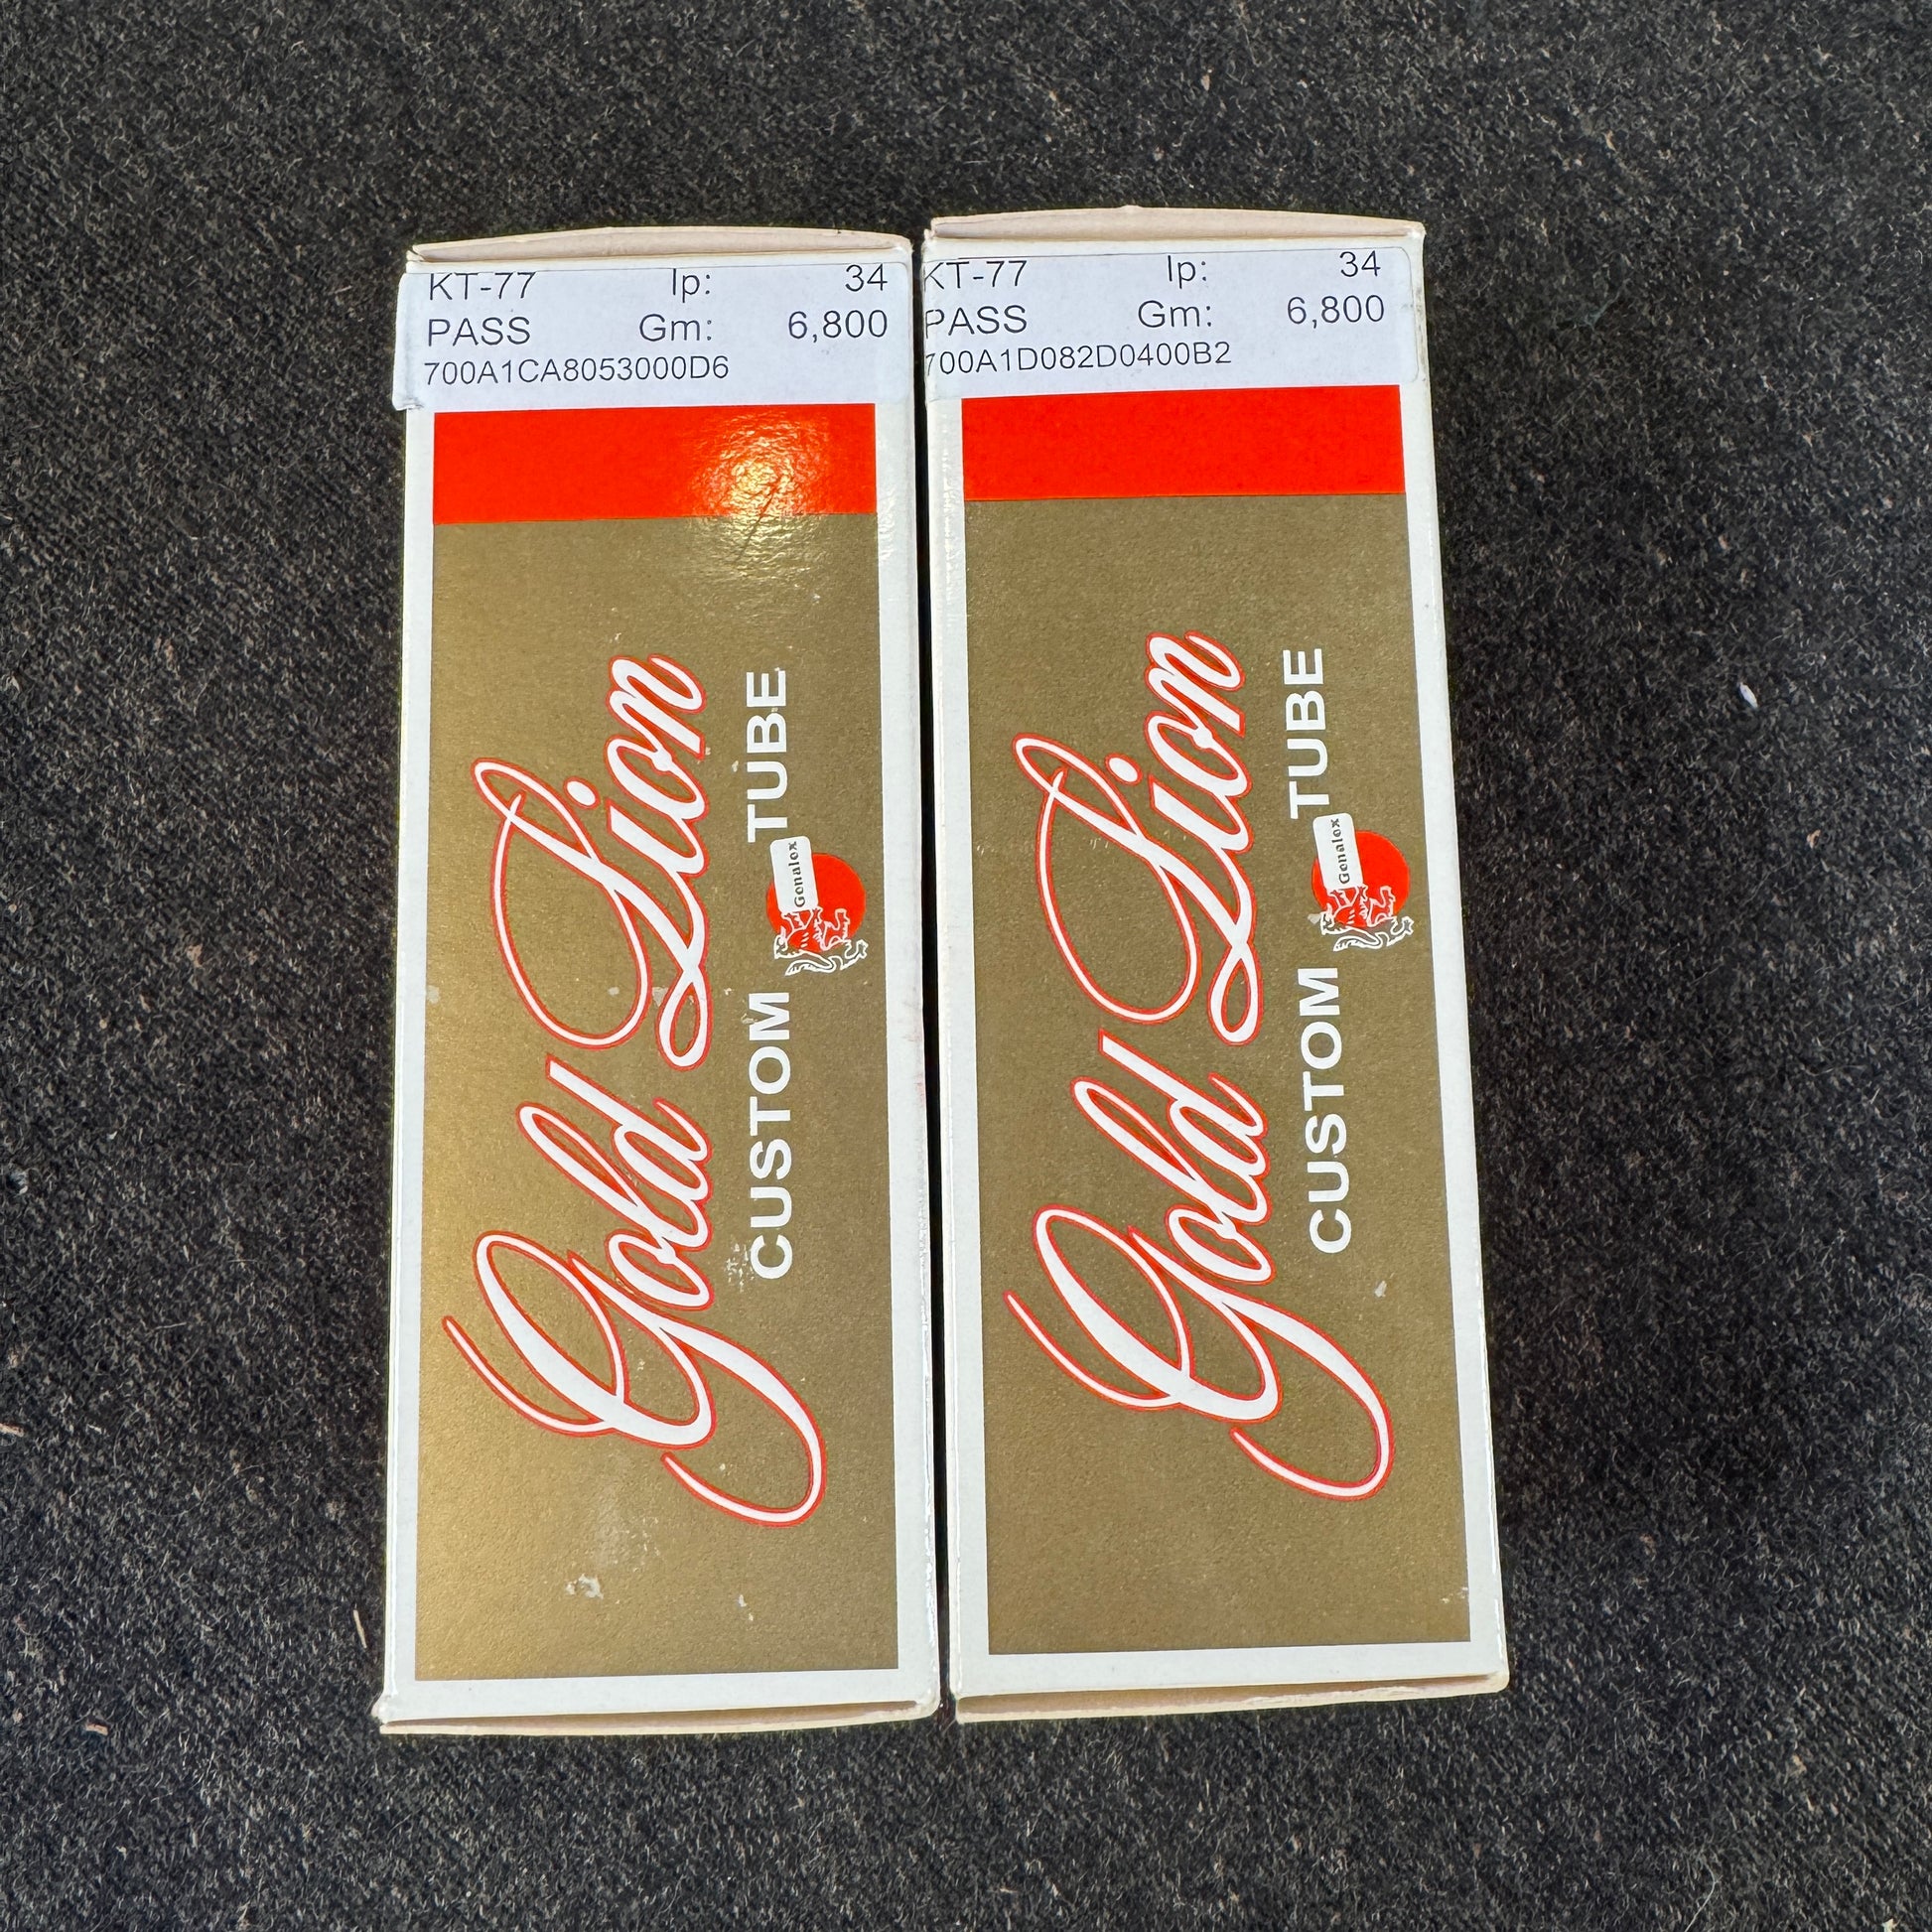 KT-77 Ip: 34
PASS Gm: 6,800
700A1CA8053000D6
Gold Lion
CUSTOM TUBE
Genalex
KT-77 Ip: 34
PASS Gm: 6,800
700A1D082D0400B2
Gold Lion
CUSTOM TUBE
Genalex